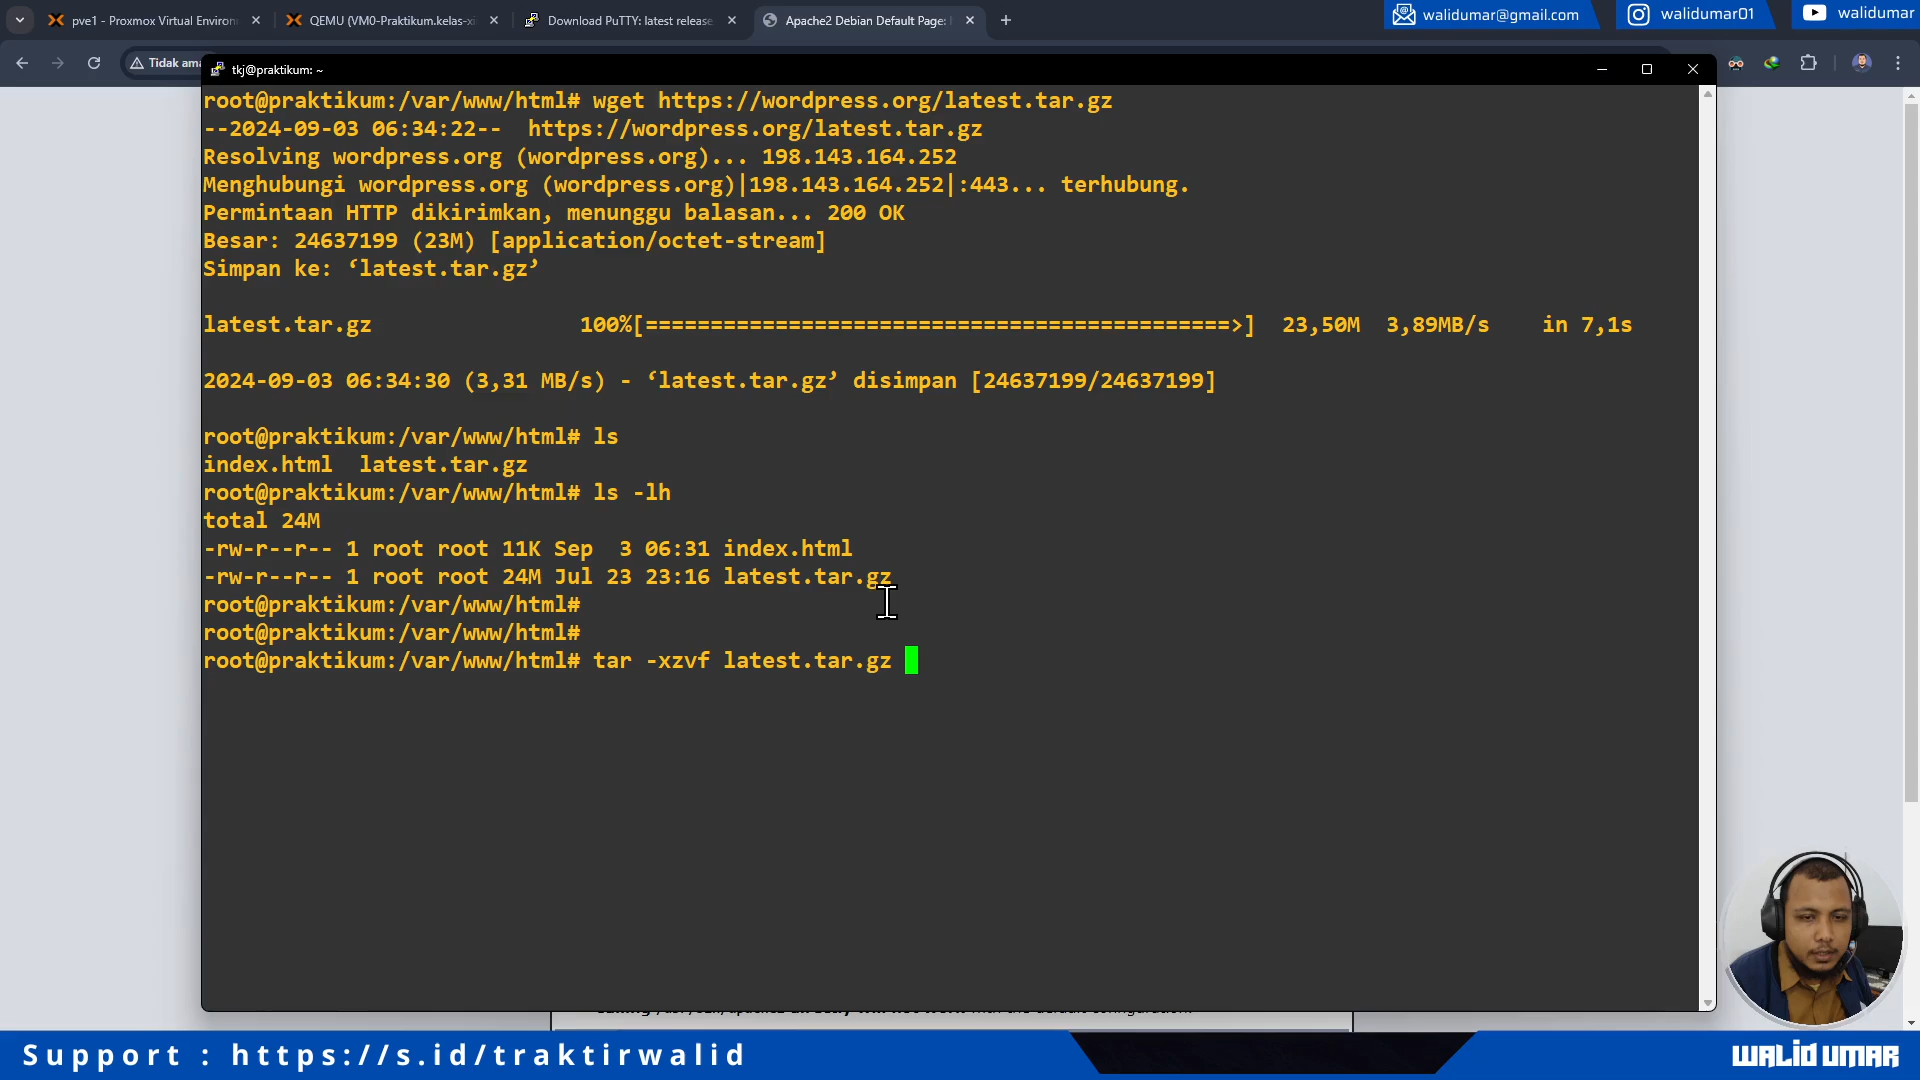 pve1 - Proxmox Virtual Environ
QEMU (VM0-Praktikum.kelas-xi
Download PuTTY: latest release
Apache2 Debian Default Page:
walidumar@gmail.com
walidumar01
walidumar
Tidak ama
tkj@praktikum: ~
root@praktikum:/var/www/html# wget https://wordpress.org/latest.tar.gz
--2024-09-03 06:34:22--  https://wordpress.org/latest.tar.gz
Resolving wordpress.org (wordpress.org)... 198.143.164.252
Menghubungi wordpress.org (wordpress.org)|198.143.164.252|:443... terhubung.
Permintaan HTTP dikirimkan, menunggu balasan... 200 OK
Besar: 24637199 (23M) [application/octet-stream]
Simpan ke: ‘latest.tar.gz’
latest.tar.gz 100%[=============================================>] 23,50M 3,89MB/s in 7,1s
2024-09-03 06:34:30 (3,31 MB/s) - ‘latest.tar.gz’ disimpan [24637199/24637199]
root@praktikum:/var/www/html# ls
index.html  latest.tar.gz
root@praktikum:/var/www/html# ls -lh
total 24M
-rw-r--r-- 1 root root 11K Sep  3 06:31 index.html
-rw-r--r-- 1 root root 24M Jul 23 23:16 latest.tar.gz
root@praktikum:/var/www/html#
root@praktikum:/var/www/html#
root@praktikum:/var/www/html# tar -xzvf latest.tar.gz
Support : https://s.id/traktirwalid
WALID UMAR